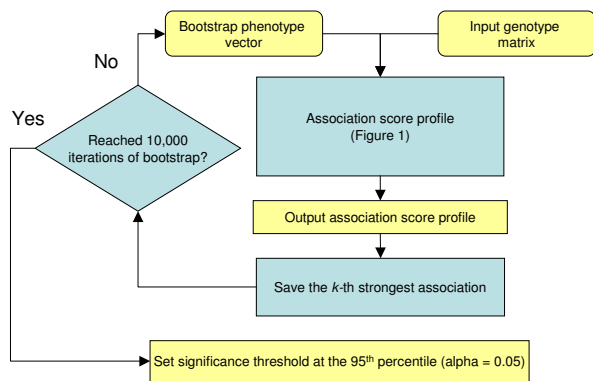 Bootstrap phenotype
vector
Input genotype
matrix
No
Yes
Association score profile
(Figure 1)
Reached 10,000
iterations of bootstrap?
Output association score profile
Save the k-th strongest association
Set significance threshold at the 95th percentile (alpha = 0.05)